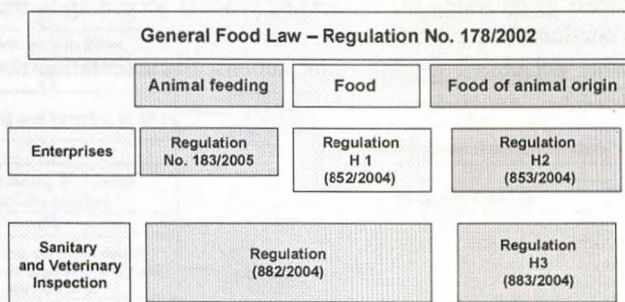 General Food Law – Regulation No. 178/2002
Animal feeding
Food
Food of animal origin
Enterprises
Regulation
No. 183/2005
Regulation
H 1
(852/2004)
Regulation
H2
(853/2004)
Sanitary
and Veterinary
Inspection
Regulation
(882/2004)
Regulation
H3
(883/2004)